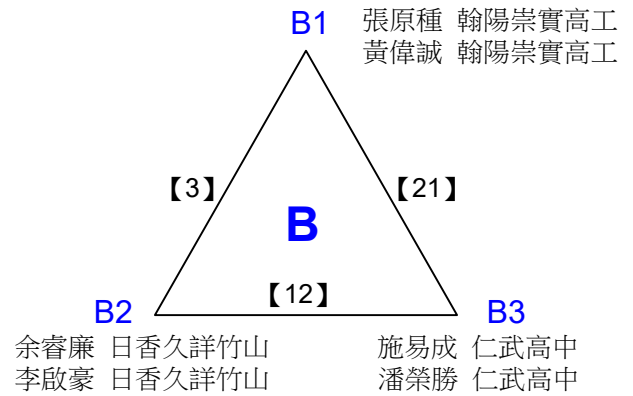 B1
張原種 翰陽崇實高工
黃偉誠 翰陽崇實高工
【3】
【21】
B
【12】
B2
B3
余睿廉 日香久詳竹山
李啟豪 日香久詳竹山
施易成 仁武高中
潘榮勝 仁武高中